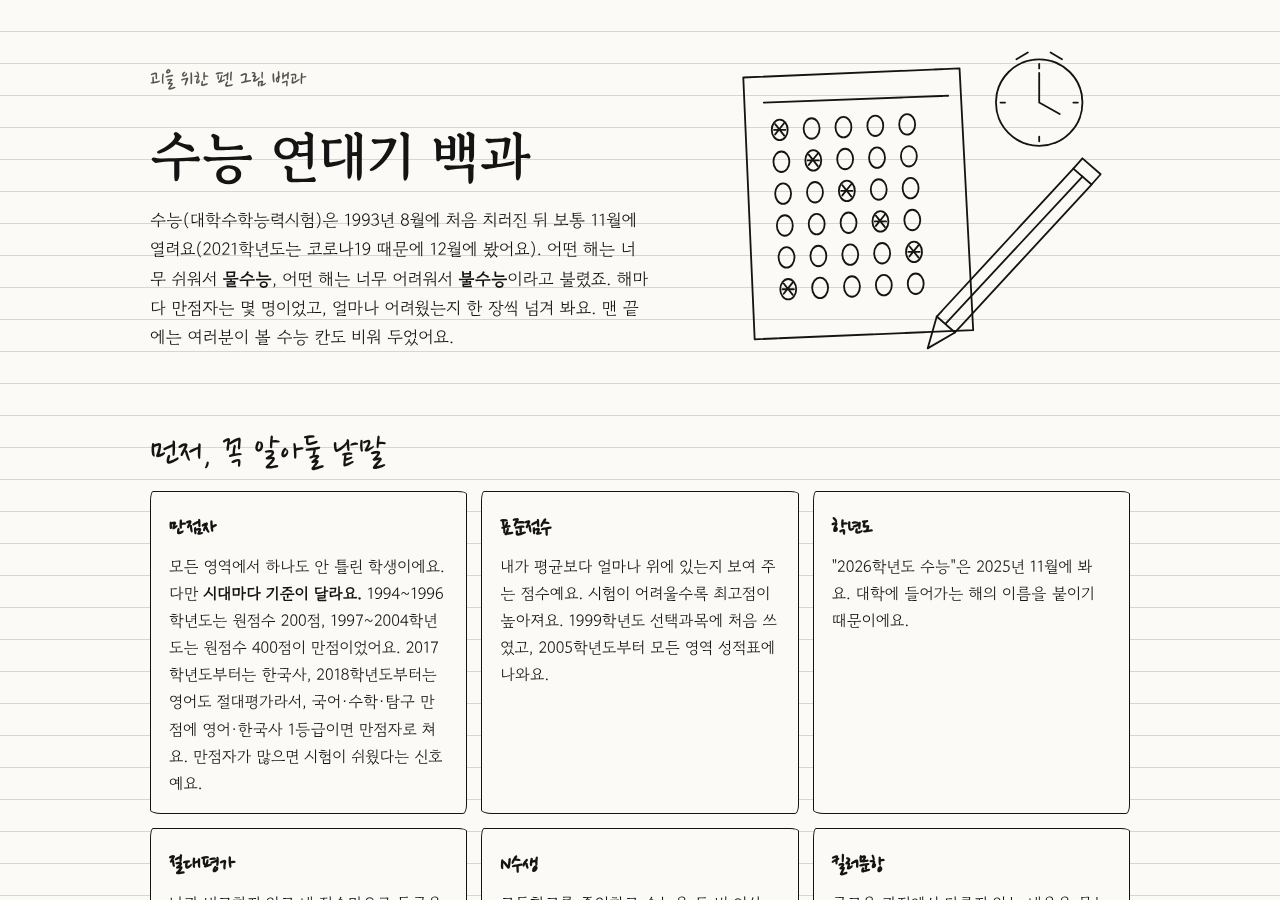 괴을 위한 펜 그림 백과
수능 연대기 백과
수능(대학수학능력시험)은 1993년 8월에 처음 치러진 뒤 보통 11월에
열려요(2021학년도는 코로나19 때문에 12월에 봤어요). 어떤 해는 너
무 쉬워서 물수능, 어떤 해는 너무 어려워서 불수능이라고 불렸죠. 해마
다 만점자는 몇 명이었고, 얼마나 어려웠는지 한 장씩 넘겨 봐요. 맨 끝
에는 여러분이 볼 수능 칸도 비워 두었어요.
먼저, 꼭 알아둘 낱말
만점자
모든 영역에서 하나도 안 틀린 학생이에요.
다만 시대마다 기준이 달라요. 1994~1996
학년도는 원점수 200점, 1997~2004학년
도는 원점수 400점이 만점이었어요. 2017
학년도부터는 한국사, 2018학년도부터는
영어도 절대평가라서, 국어·수학·탐구 만
점에 영어·한국사 1등급이면 만점자로 쳐
요. 만점자가 많으면 시험이 쉬웠다는 신호
예요.
표준점수
내가 평균보다 얼마나 위에 있는지 보여 주
는 점수예요. 시험이 어려울수록 최고점이
높아져요. 1999학년도 선택과목에 처음 쓰
였고, 2005학년도부터 모든 영역 성적표에
나와요.
학년도
"2026학년도 수능"은 2025년 11월에 봐
요. 대학에 들어가는 해의 이름을 붙이기
때문이에요.
절대평가
N수생
킬러문항